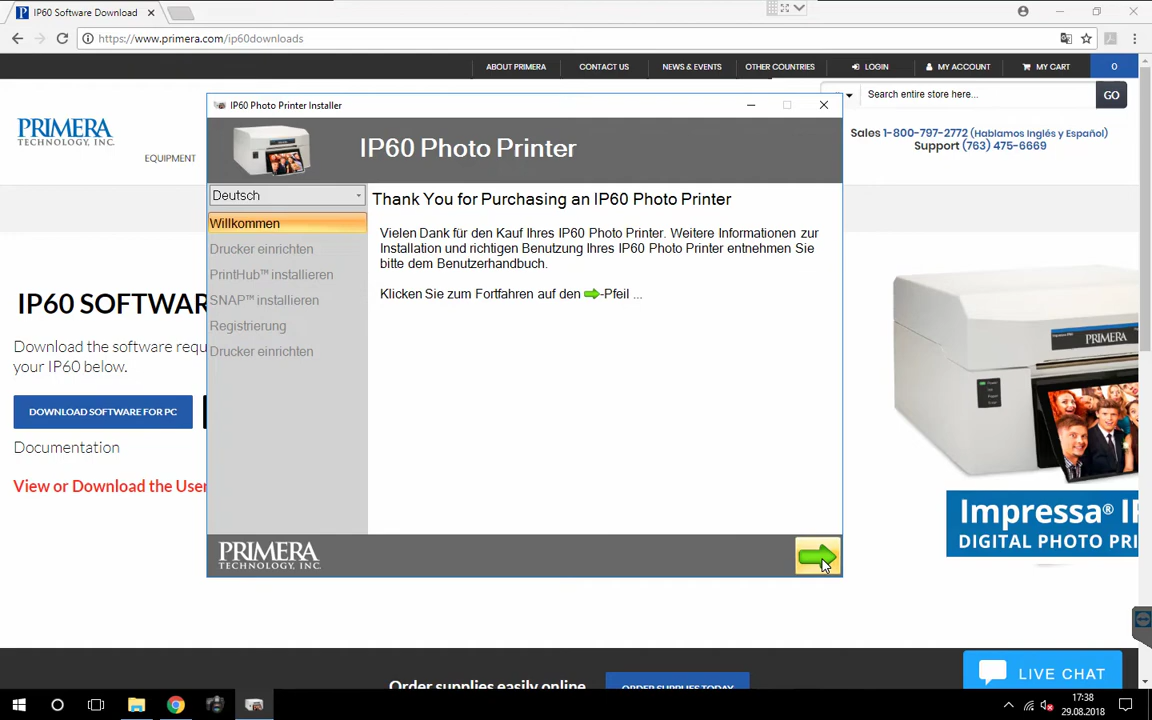 IP60 Software Download
https://www.primera.com/ip60downloads
ABOUT PRIMERA
CONTACT US
NEWS & EVENTS
OTHER COUNTRIES
LOGIN
MY ACCOUNT
MY CART
0
PRIMERA
TECHNOLOGY, INC.
EQUIPMENT
Search entire store here...
GO
Sales 1-800-797-2772 (Hablamos Inglés y Español)
Support (763) 475-6669
IP60 Photo Printer Installer
IP60 Photo Printer
Deutsch
Willkommen
Drucker einrichten
PrintHub™ installieren
SNAP™ installieren
Registrierung
Drucker einrichten
Thank You for Purchasing an IP60 Photo Printer
Vielen Dank für den Kauf Ihres IP60 Photo Printer. Weitere Informationen zur
Installation und richtigen Benutzung Ihres IP60 Photo Printer entnehmen Sie
bitte dem Benutzerhandbuch.
Klicken Sie zum Fortfahren auf den -Pfeil ...
PRIMERA
TECHNOLOGY, INC.
IP60 SOFTWAR
Download the software requ
your IP60 below.
DOWNLOAD SOFTWARE FOR PC
Documentation
View or Download the User
PRIMERA
Impressa® I
DIGITAL PHOTO PRI
Order supplies easily online
ORDER SUPPLIES TODAY
LIVE CHAT
17:38
29.08.2018